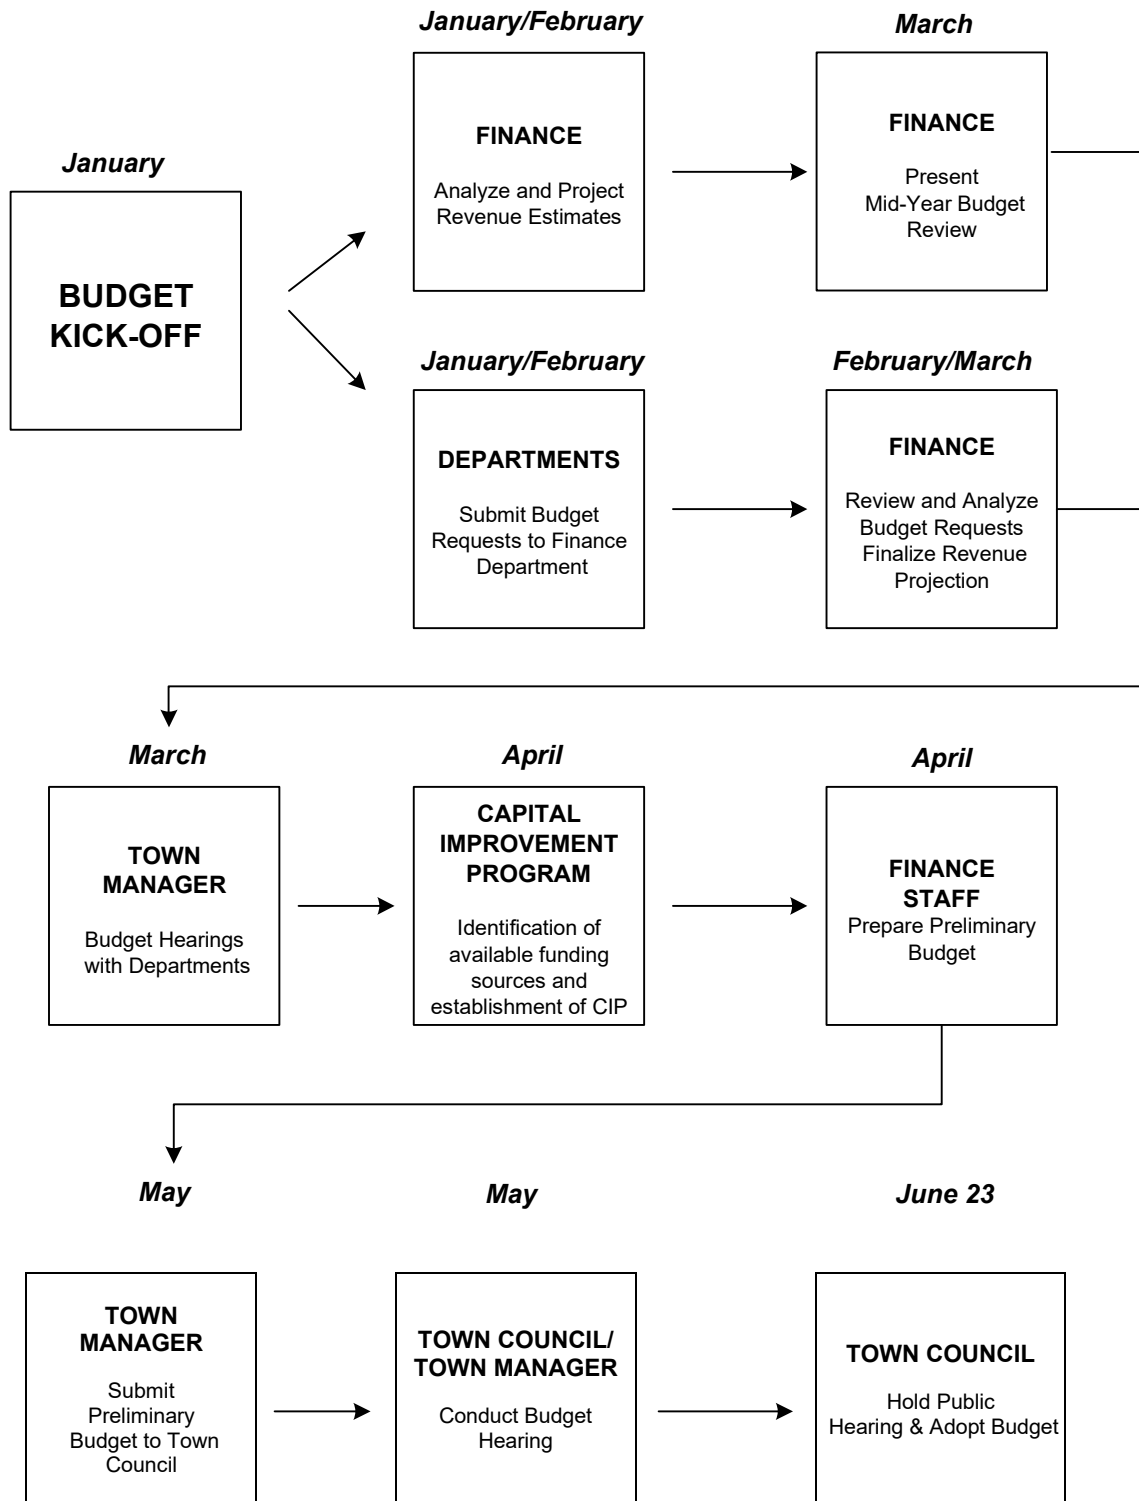 January/February
March
FINANCE
Analyze and Project
Revenue Estimates
FINANCE
Present
Mid-Year Budget
Review
January
BUDGET
KICK-OFF
January/February
February/March
DEPARTMENTS
Submit Budget
Requests to Finance
Department
FINANCE
Review and Analyze
Budget Requests
Finalize Revenue
Projection
March
April
April
TOWN
MANAGER
Budget Hearings
with Departments
CAPITAL
IMPROVEMENT
PROGRAM
Identification of
available funding
sources and
establishment of CIP
FINANCE
STAFF
Prepare Preliminary
Budget
May
May
June 23
TOWN
MANAGER
Submit
Preliminary
Budget to Town
Council
TOWN COUNCIL/
TOWN MANAGER
Conduct Budget
Hearing
TOWN COUNCIL
Hold Public
Hearing & Adopt Budget